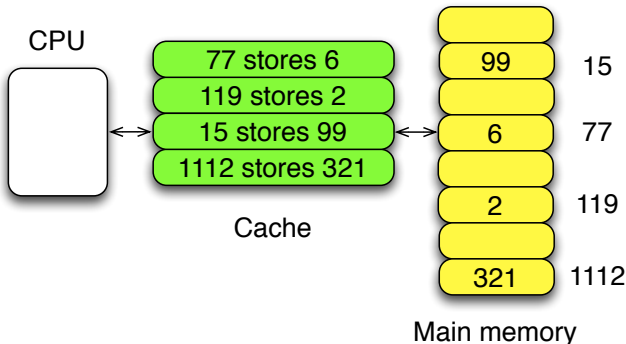 CPU
77 stores 6
119 stores 2
15 stores 99
1112 stores 321
Cache
99 15
6 77
2 119
321 1112
Main memory